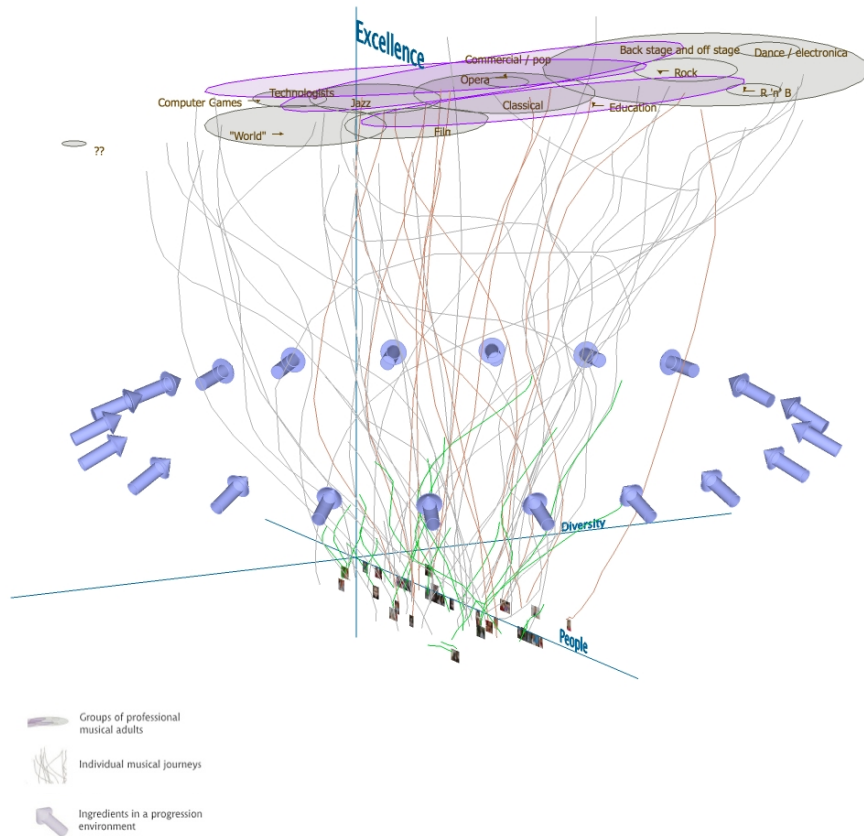 Excellence
Commercial / pop
Back stage and off stage
Dance / electronica
Opera
Rock
Technologists
R 'n' B
Computer Games
Jazz
Classical
Education
"World"
Film
??
Diversity
People
Groups of professional
musical adults
Individual musical journeys
Ingredients in a progression
environment